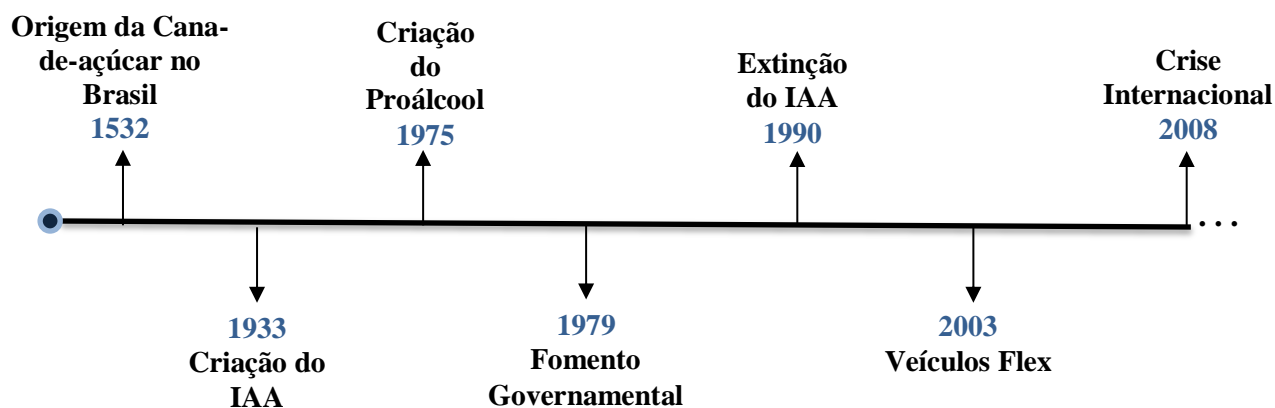 Origem da Cana-
de-açúcar no
Brasil
1532
Criação
do
Proálcool
1975
Extinção
do IAA
1990
Crise
Internacional
2008
...
1933
Criação do
IAA
1979
Fomento
Governamental
2003
Veículos Flex